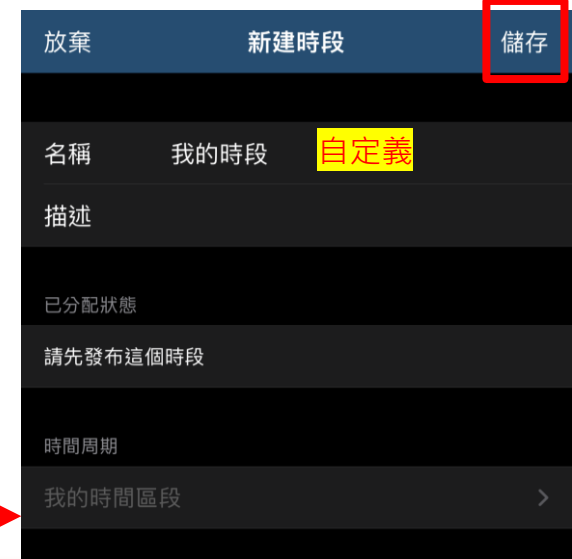 放棄 新建時段 儲存
名稱 我的時段 自定義
描述
已分配狀態
請先發布這個時段
時間周期
我的時間區段